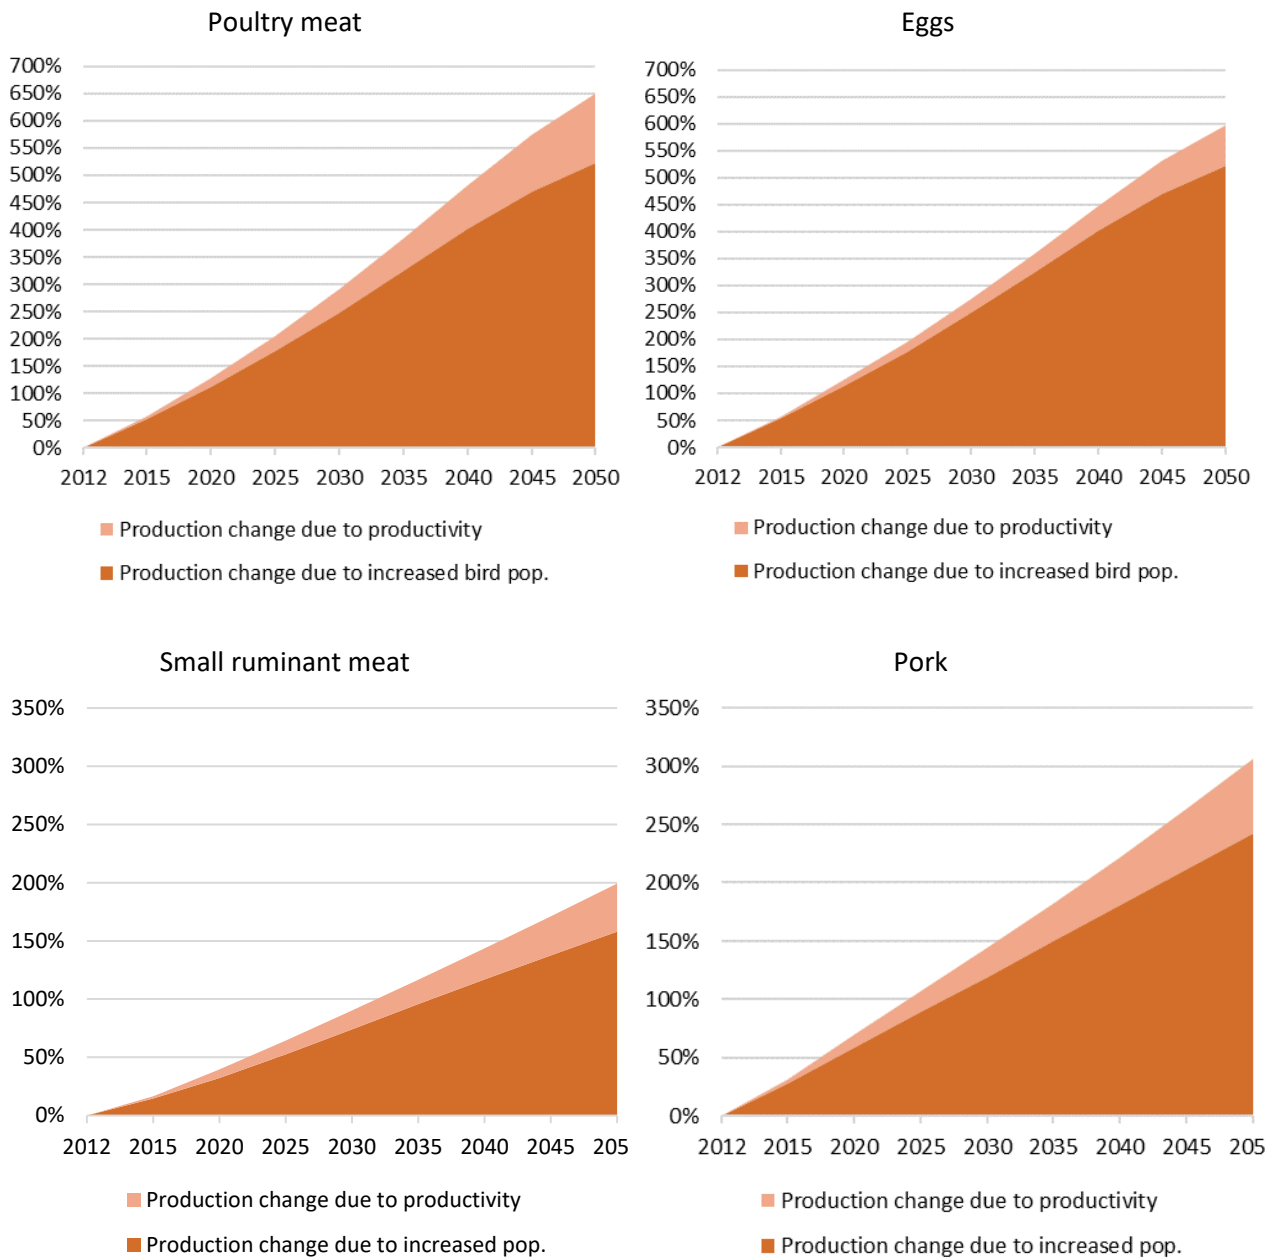 Poultry meat
700%
650%
600%
550%
500%
450%
400%
350%
300%
250%
200%
150%
100%
50%
0%
2012 2015 2020 2025 2030 2035 2040 2045 2050
Production change due to productivity
Production change due to increased bird pop.
Eggs
700%
650%
600%
550%
500%
450%
400%
350%
300%
250%
200%
150%
100%
50%
0%
2012 2015 2020 2025 2030 2035 2040 2045 2050
Production change due to productivity
Production change due to increased bird pop.
Small ruminant meat
350%
300%
250%
200%
150%
100%
50%
0%
2012 2015 2020 2025 2030 2035 2040 2045 205
Production change due to productivity
Production change due to increased pop.
Pork
350%
300%
250%
200%
150%
100%
50%
0%
2012 2015 2020 2025 2030 2035 2040 2045 205
Production change due to productivity
Production change due to increased pop.